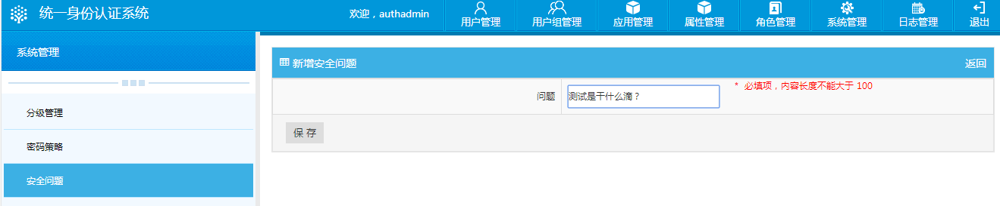 统一身份认证系统
欢迎，authadmin
用户管理
用户组管理
应用管理
属性管理
角色管理
系统管理
日志管理
退出
系统管理
分级管理
密码策略
安全问题
新增安全问题
返回
问题
测试是干什么滴？
* 必填项，内容长度不能大于 100
保 存